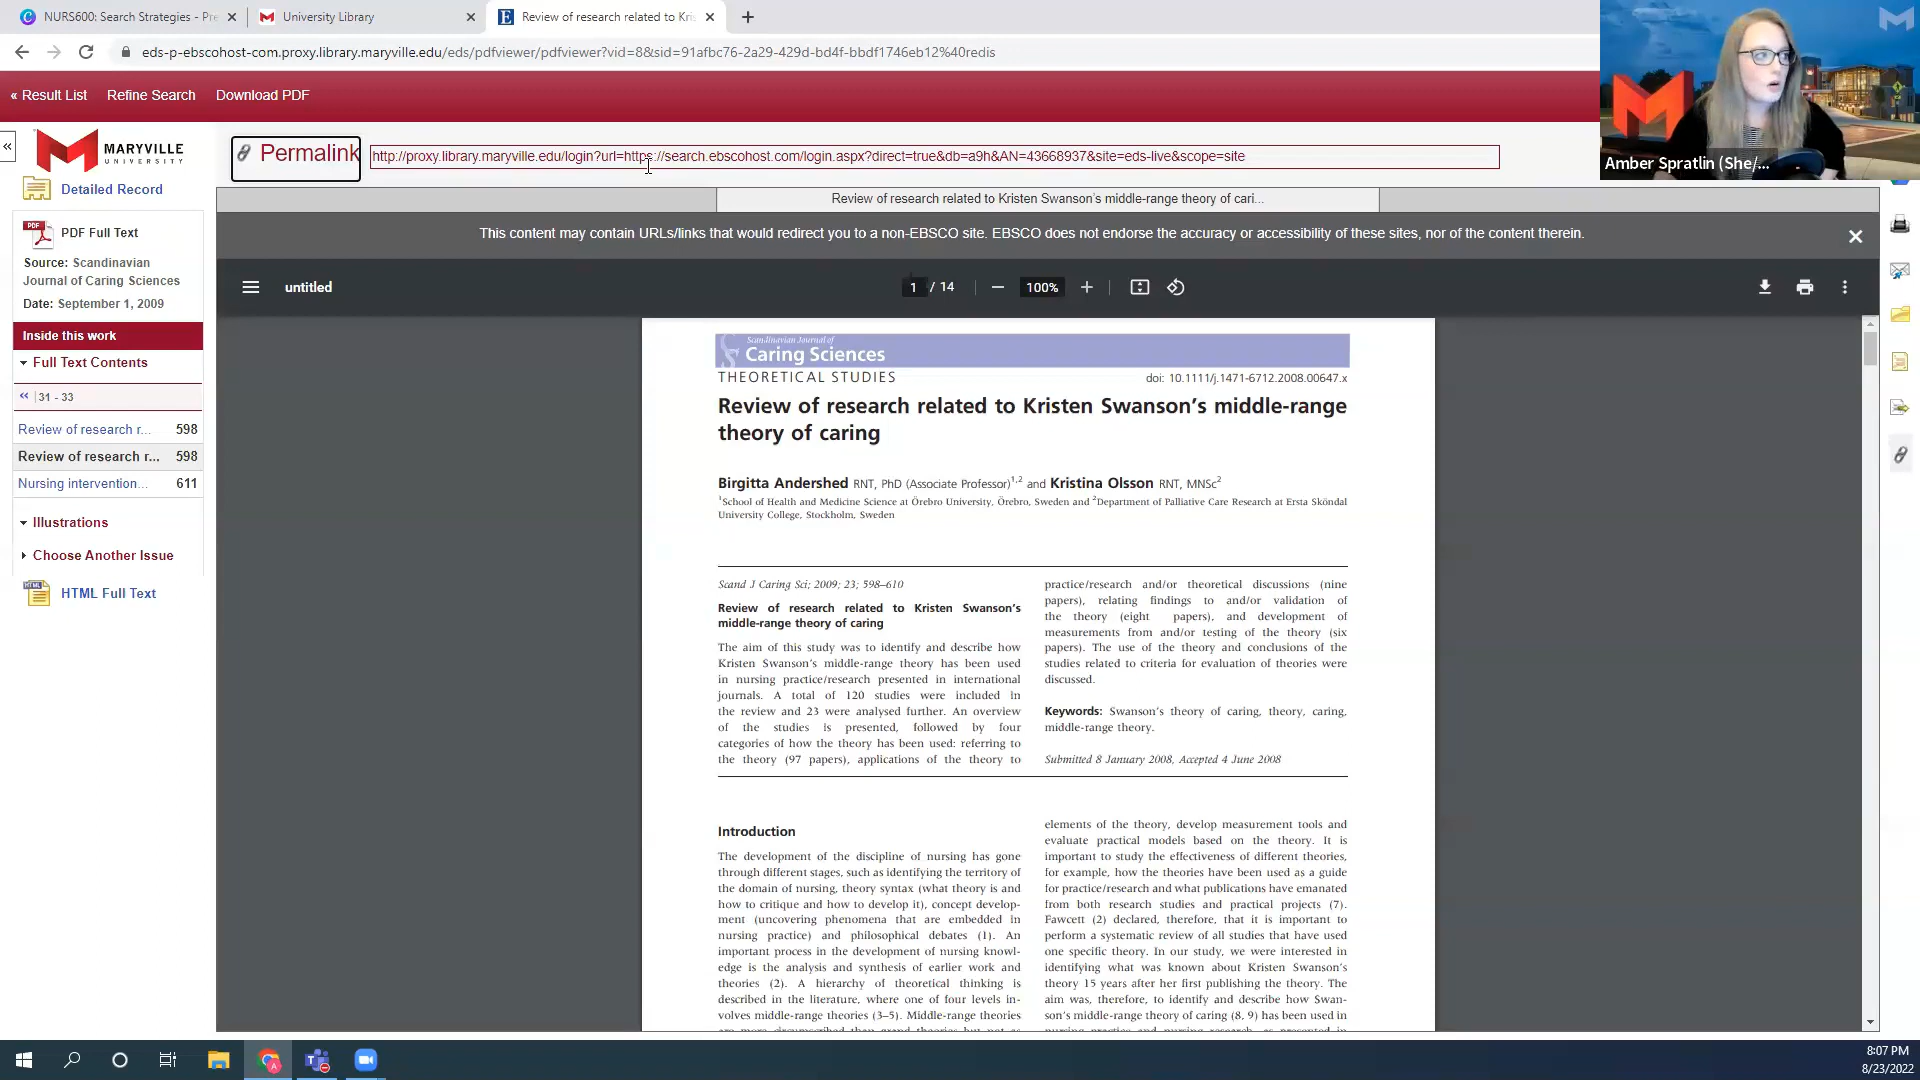 NURS600: Search Strategies - Pre
University Library
Review of research related to Kris
eds-p-ebscohost-com.proxy.library.maryville.edu/eds/pdfviewer/pdfviewer?vid=8&sid=91afbc76-2a29-429d-bd4f-bbdf1746eb12%40redis
« Result List Refine Search Download PDF
MARYVILLE
UNIVERSITY
Detailed Record
PDF Full Text
Source: Scandinavian
Journal of Caring Sciences
Date: September 1, 2009
Inside this work
Full Text Contents
« |31 - 33
Review of research r... 598
Review of research r... 598
Nursing intervention... 611
Illustrations
Choose Another Issue
HTML Full Text
Permalink http://proxy.library.maryville.edu/login?url=https://search.ebscohost.com/login.aspx?direct=true&db=a9h&AN=43668937&site=eds-live&scope=site
Amber Spratlin (She/...
Review of research related to Kristen Swanson's middle-range theory of cari...
This content may contain URLs/links that would redirect you to a non-EBSCO site. EBSCO does not endorse the accuracy or accessibility of these sites, nor of the content therein.
untitled 1 / 14 100%
Scandinavian Journal of
Caring Sciences
THEORETICAL STUDIES doi: 10.1111/j.1471-6712.2008.00647.x
Review of research related to Kristen Swanson's middle-range
theory of caring
Birgitta Andershed RNT, PhD (Associate Professor)1,2 and Kristina Olsson RNT, MNSc2
1School of Health and Medicine Science at Örebro University, Örebro, Sweden and 2Department of Palliative Care Research at Ersta Sköndal
University College, Stockholm, Sweden
Scand J Caring Sci; 2009; 23; 598–610
Review of research related to Kristen Swanson's
middle-range theory of caring
The aim of this study was to identify and describe how
Kristen Swanson's middle-range theory has been used
in nursing practice/research presented in international
journals. A total of 120 studies were included in
the review and 23 were analysed further. An overview
of the studies is presented, followed by four
categories of how the theory has been used: referring to
the theory (97 papers), applications of the theory to
practice/research and/or theoretical discussions (nine
papers), relating findings to and/or validation of
the theory (eight papers), and development of
measurements from and/or testing of the theory (six
papers). The use of the theory and conclusions of the
studies related to criteria for evaluation of theories were
discussed.
Keywords: Swanson's theory of caring, theory, caring,
middle-range theory.
Submitted 8 January 2008, Accepted 4 June 2008
Introduction
The development of the discipline of nursing has gone
through different stages, such as identifying the territory of
the domain of nursing, theory syntax (what theory is and
how to critique and how to develop it), concept develop-
ment (uncovering phenomena that are embedded in
nursing practice) and philosophical debates (1). An
important process in the development of nursing knowl-
edge is the analysis and synthesis of earlier work and
theories (2). A hierarchy of theoretical thinking is
described in the literature, where one of four levels in-
volves middle-range theories (3–5). Middle-range theories
are more circumscribed than grand theories but not as
elements of the theory, develop measurement tools and
evaluate practical models based on the theory. It is
important to study the effectiveness of different theories,
for example, how the theories have been used as a guide
for practice/research and what publications have emanated
from both research studies and practical projects (7).
Fawcett (2) declared, therefore, that it is important to
perform a systematic review of all studies that have used
one specific theory. In our study, we were interested in
identifying what was known about Kristen Swanson's
theory 15 years after her first publishing the theory. The
aim was, therefore, to identify and describe how Swan-
son's middle-range theory of caring (8, 9) has been used in
nursing practice and nursing research, as presented in
8:07 PM
8/23/2022